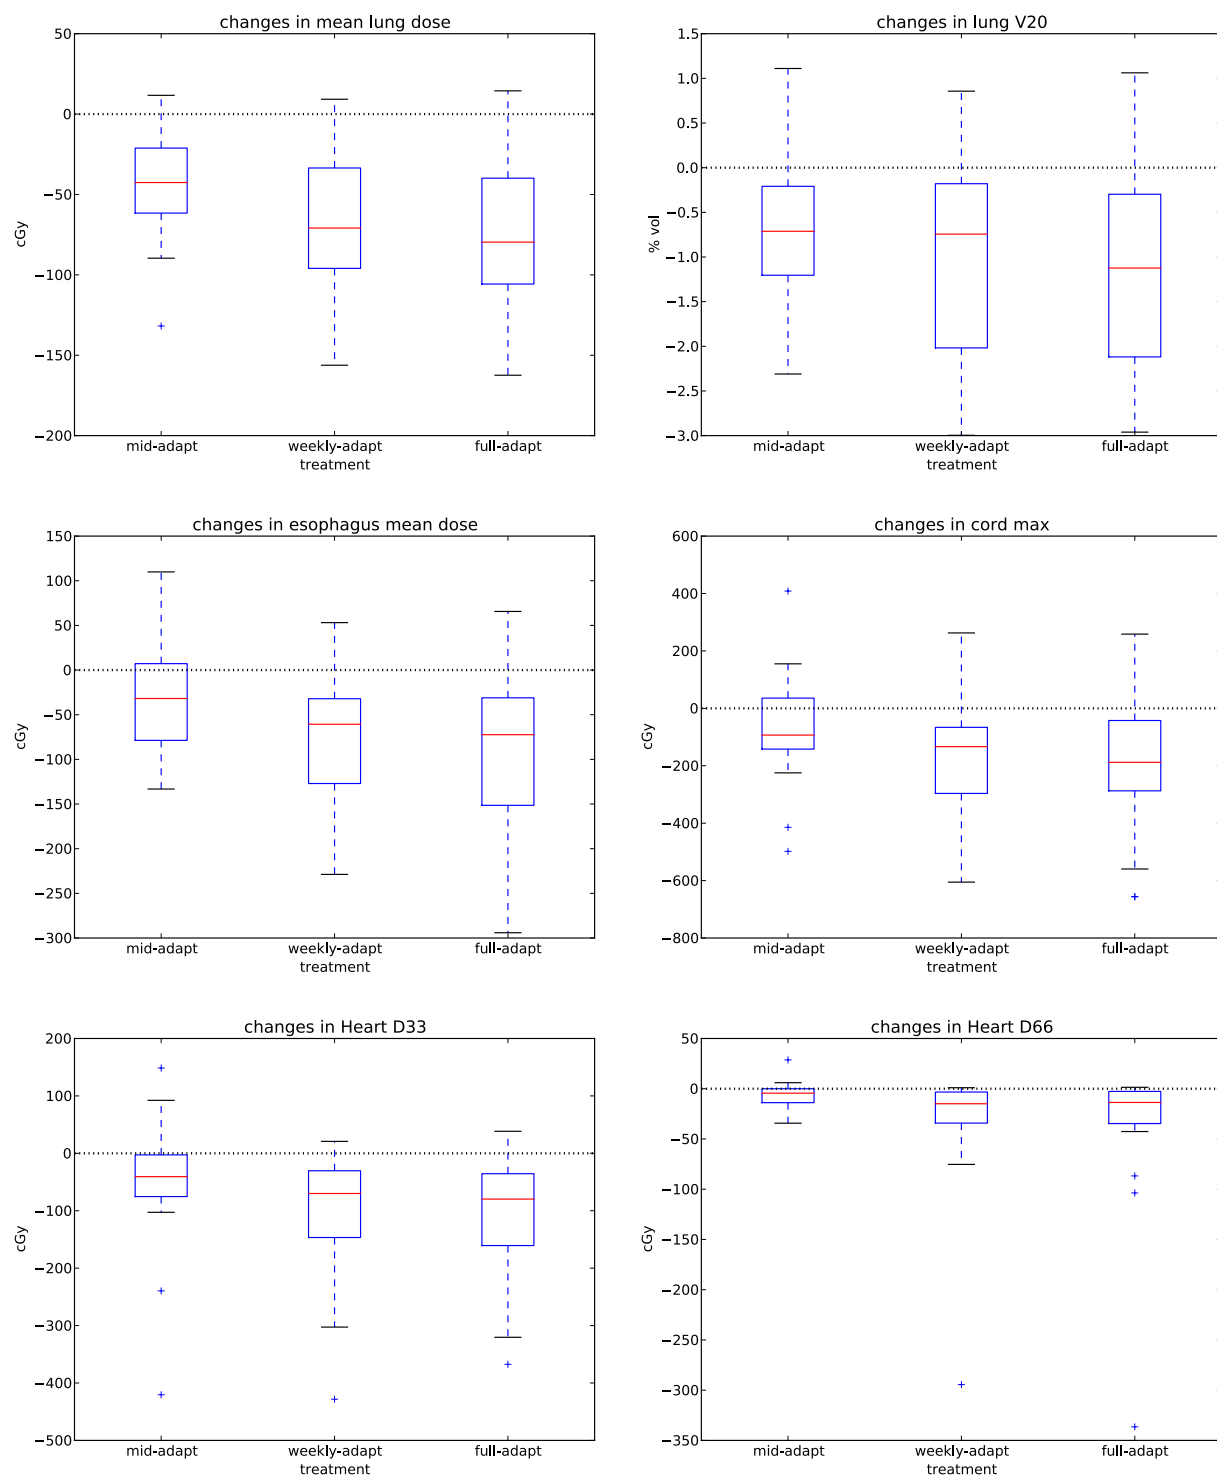 changes in mean lung dose
50
0
−50
−100
−150
−200
cGy
mid-adapt weekly-adapt full-adapt
treatment
changes in lung V20
1.5
1.0
0.5
0.0
−0.5
−1.0
−1.5
−2.0
−2.5
−3.0
% vol
mid-adapt weekly-adapt full-adapt
treatment
changes in esophagus mean dose
150
100
50
0
−50
−100
−150
−200
−250
−300
cGy
mid-adapt weekly-adapt full-adapt
treatment
changes in cord max
600
400
200
0
−200
−400
−600
−800
cGy
mid-adapt weekly-adapt full-adapt
treatment
changes in Heart D33
200
100
0
−100
−200
−300
−400
−500
cGy
mid-adapt weekly-adapt full-adapt
treatment
changes in Heart D66
50
0
−50
−100
−150
−200
−250
−300
−350
cGy
mid-adapt weekly-adapt full-adapt
treatment